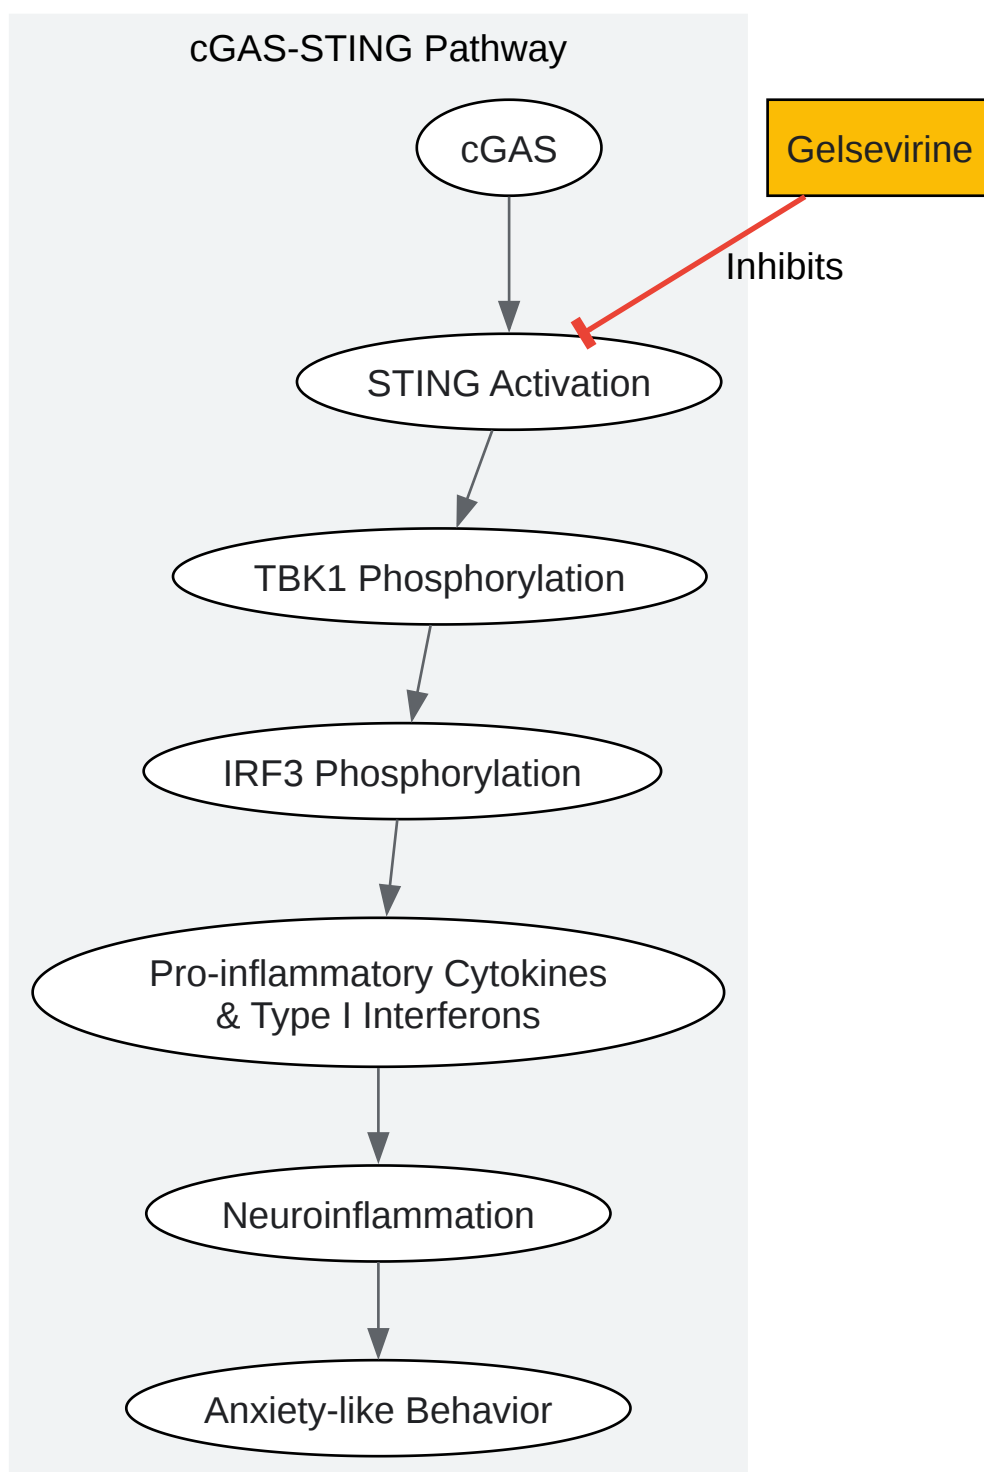 cGAS-STING Pathway
cGAS
Gelsevirine
Inhibits
STING Activation
TBK1 Phosphorylation
IRF3 Phosphorylation
Pro-inflammatory Cytokines
& Type I Interferons
Neuroinflammation
Anxiety-like Behavior